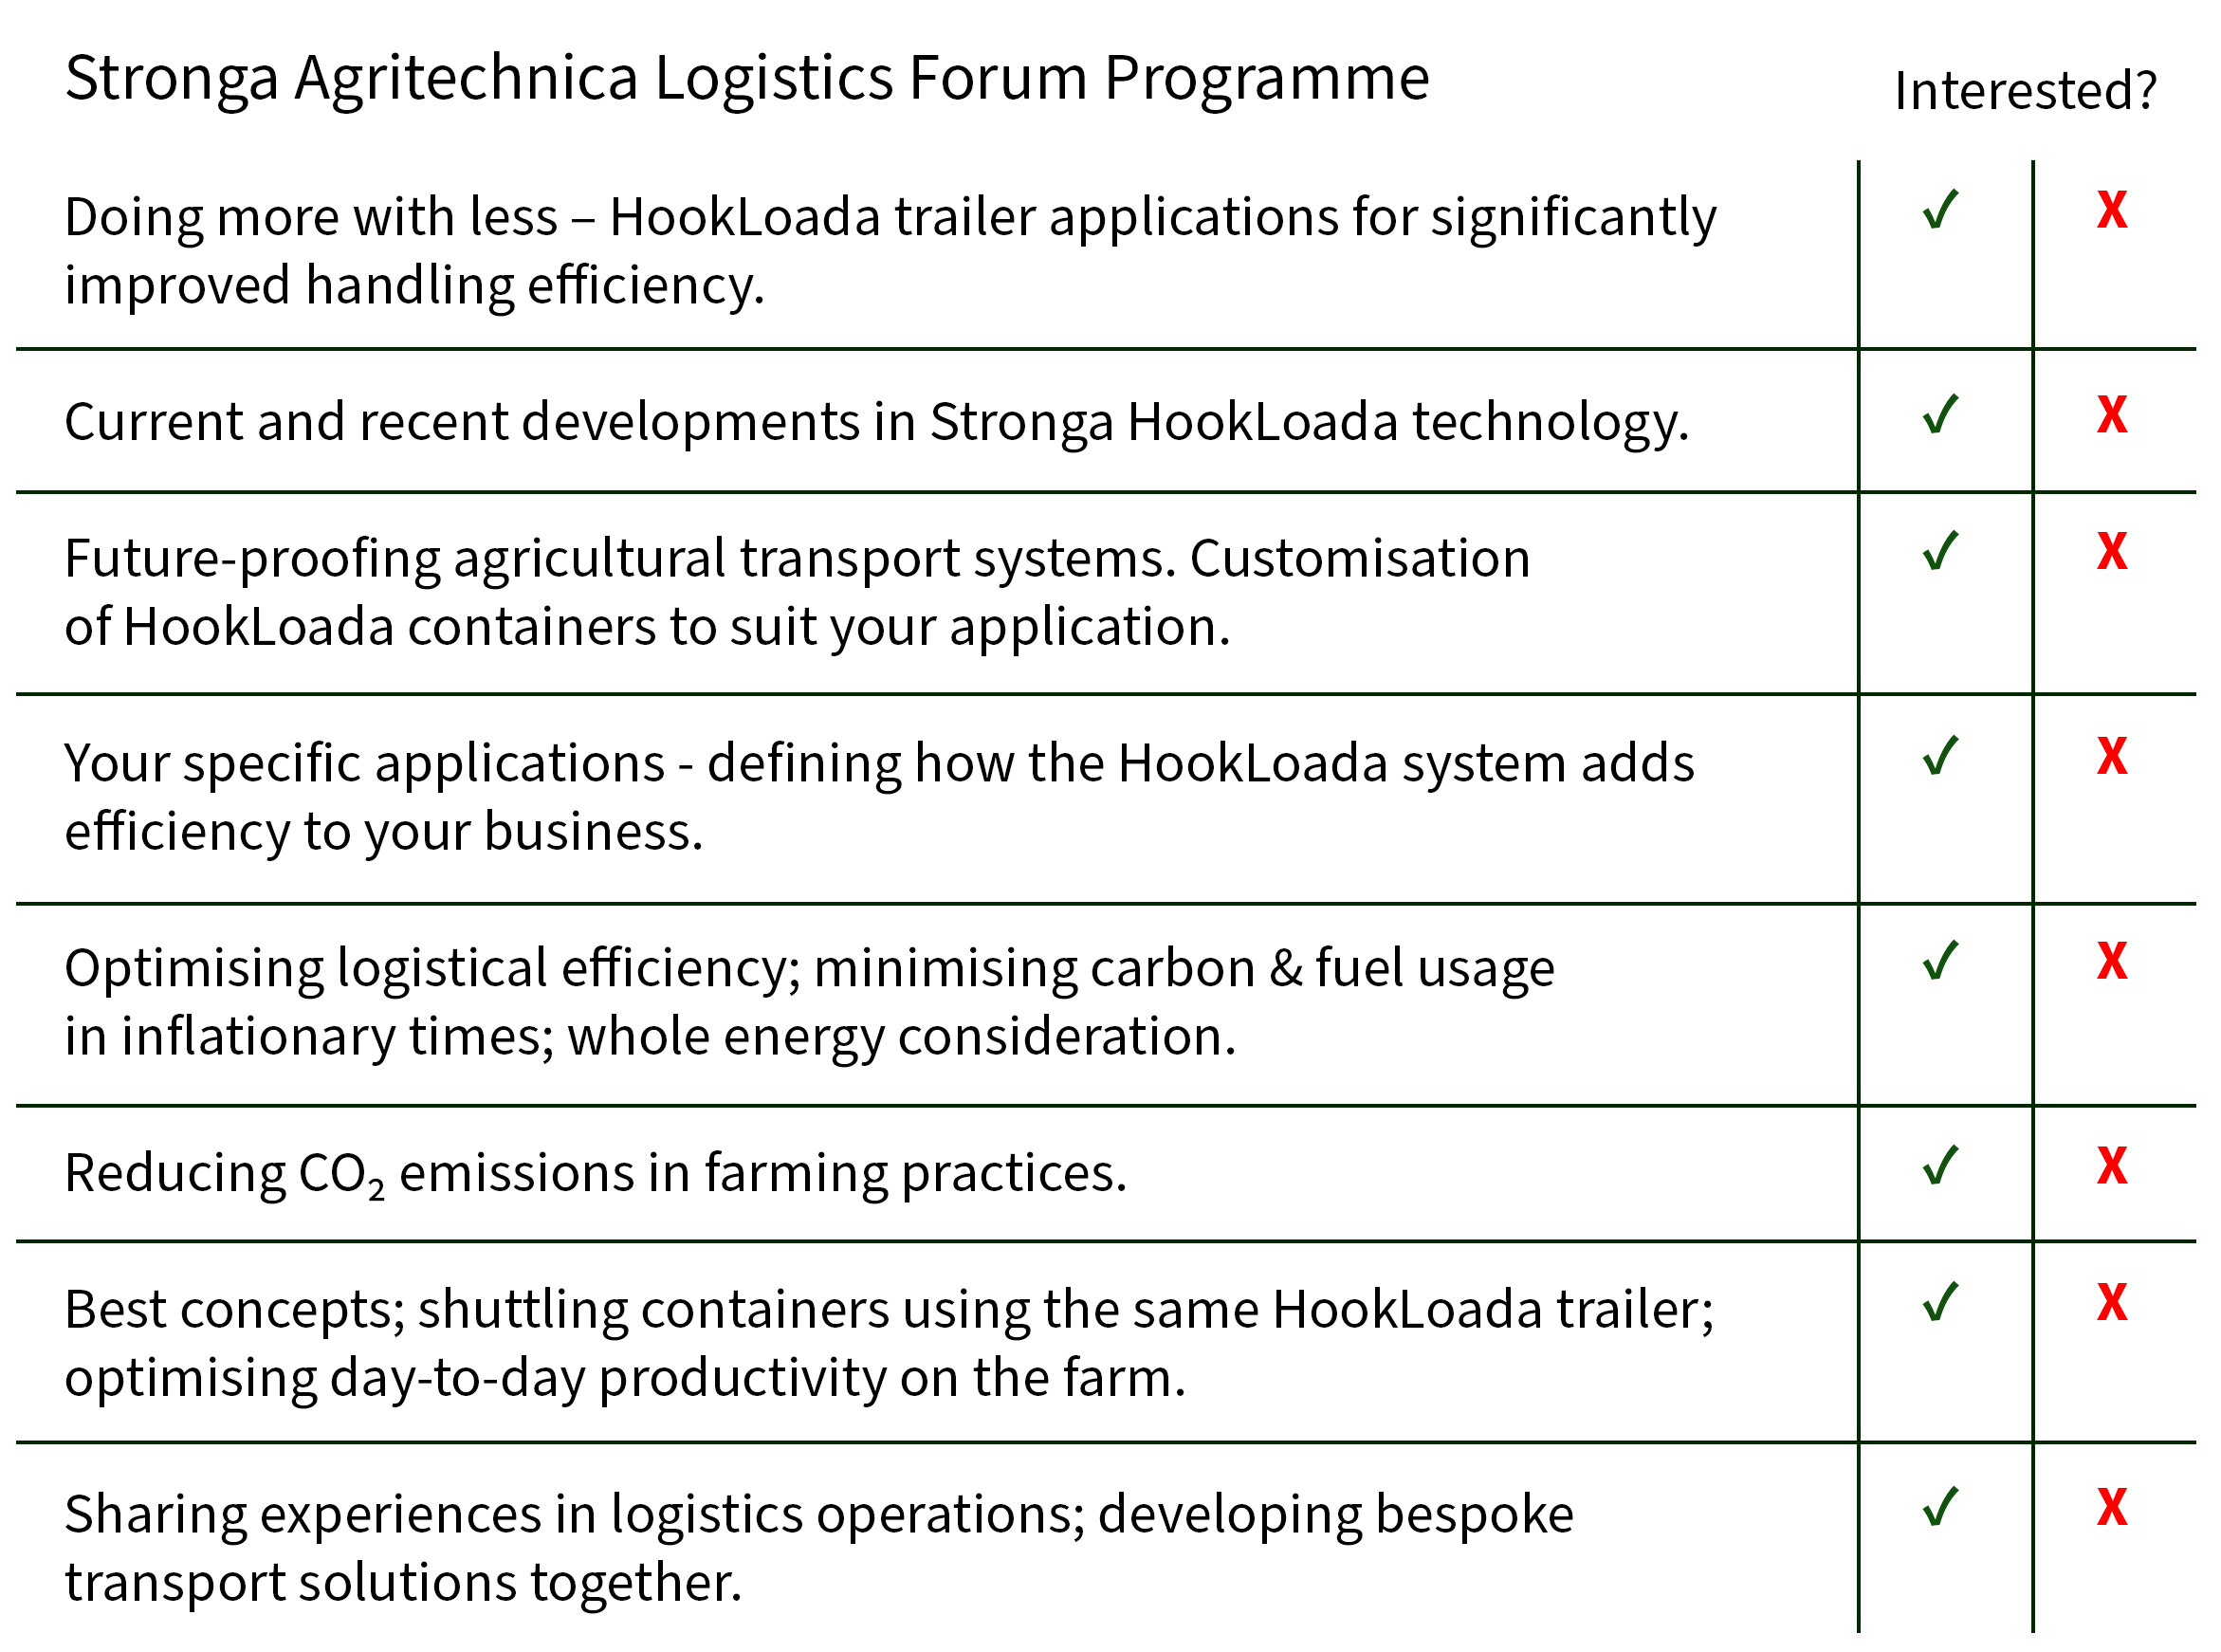 Stronga Agritechnica Logistics Forum Programme
Interested?
Doing more with less – HookLoada trailer applications for significantly ✓ X
improved handling efficiency.
Current and recent developments in Stronga HookLoada technology. ✓ X
Future-proofing agricultural transport systems. Customisation ✓ X
of HookLoada containers to suit your application.
Your specific applications - defining how the HookLoada system adds ✓ X
efficiency to your business.
Optimising logistical efficiency; minimising carbon & fuel usage ✓ X
in inflationary times; whole energy consideration.
Reducing CO₂ emissions in farming practices. ✓ X
Best concepts; shuttling containers using the same HookLoada trailer; ✓ X
optimising day-to-day productivity on the farm.
Sharing experiences in logistics operations; developing bespoke ✓ X
transport solutions together.